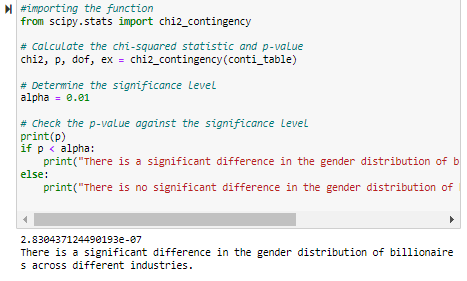 #importing the function
from scipy.stats import chi2_contingency
# Calculate the chi-squared statistic and p-value
chi2, p, dof, ex = chi2_contingency(conti_table)
# Determine the significance level
alpha = 0.01
# Check the p-value against the significance level
print(p)
if p < alpha:
    print("There is a significant difference in the gender distribution of b
else:
    print("There is no significant difference in the gender distribution of
2.830437124490193e-07
There is a significant difference in the gender distribution of billionaire
s across different industries.